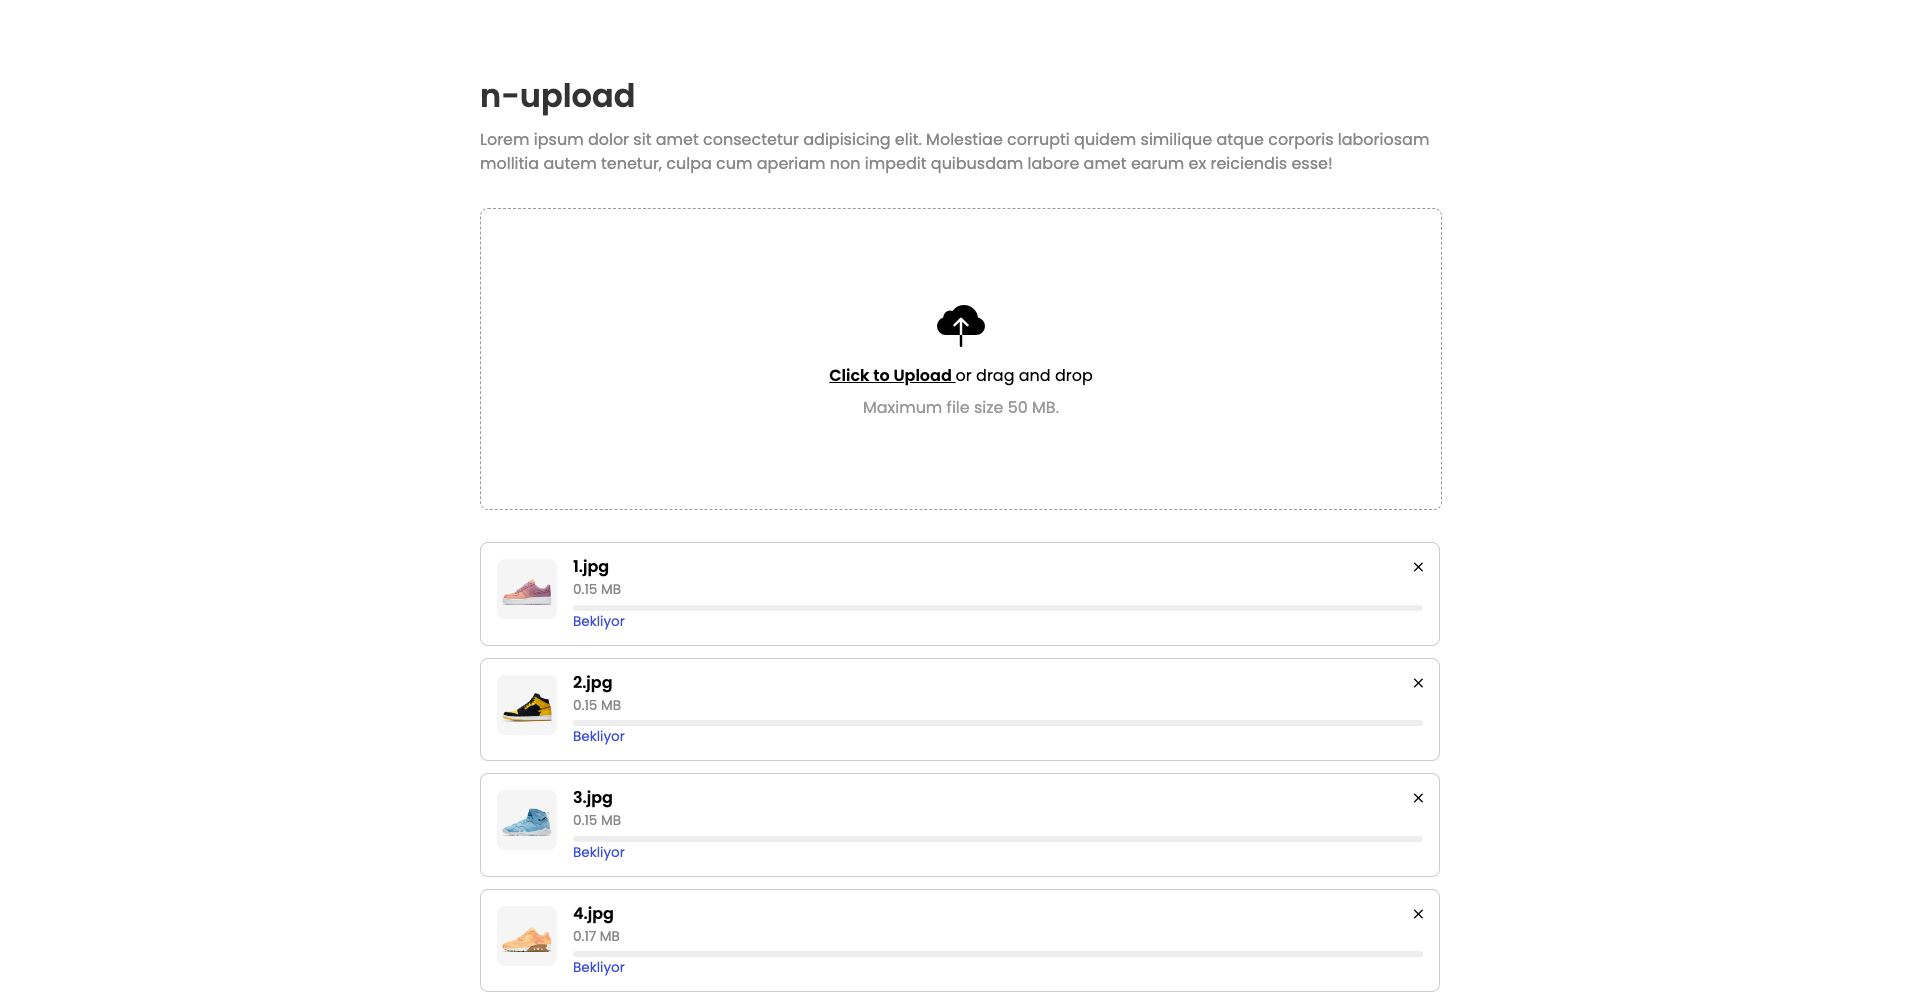 n-upload
Lorem ipsum dolor sit amet consectetur adipisicing elit. Molestiae corrupti quidem similique atque corporis laboriosam
mollitia autem tenetur, culpa cum aperiam non impedit quibusdam labore amet earum ex reiciendis esse!
Click to Upload or drag and drop
Maximum file size 50 MB.
1.jpg
0.15 MB
Bekliyor
2.jpg
0.15 MB
Bekliyor
3.jpg
0.15 MB
Bekliyor
4.jpg
0.17 MB
Bekliyor